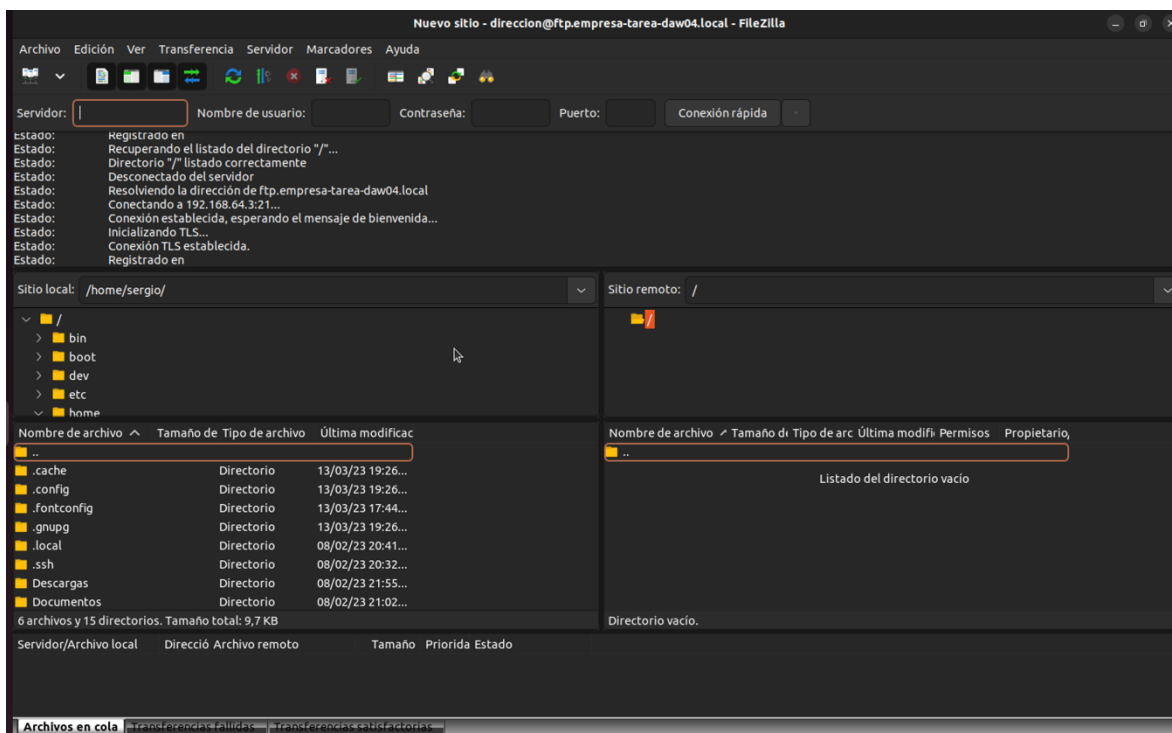 Nuevo sitio - direccion@ftp.empresa-tarea-daw04.local - FileZilla
Archivo Edición Ver Transferencia Servidor Marcadores Ayuda
Servidor: Nombre de usuario: Contraseña: Puerto: Conexión rápida
Estado: Registrado en
Estado: Recuperando el listado del directorio "/"...
Estado: Directorio "/" listado correctamente
Estado: Desconectado del servidor
Estado: Resolviendo la dirección de ftp.empresa-tarea-daw04.local
Estado: Conectando a 192.168.64.3:21...
Estado: Conexión establecida, esperando el mensaje de bienvenida...
Estado: Inicializando TLS...
Estado: Conexión TLS establecida.
Estado: Registrado en
Sitio local: /home/sergio/ Sitio remoto: /
/ /
bin
boot
dev
etc
home
Nombre de archivo Tamaño de Tipo de archivo Última modificac Nombre de archivo Tamaño d Tipo de arc Última modifi Permisos Propietario,
.. ..
.cache Directorio 13/03/23 19:26...
Listado del directorio vacío
.config Directorio 13/03/23 19:26...
.fontconfig Directorio 13/03/23 17:44...
.gnupg Directorio 13/03/23 19:26...
.local Directorio 08/02/23 20:41...
.ssh Directorio 08/02/23 20:32...
Descargas Directorio 08/02/23 21:55...
Documentos Directorio 08/02/23 21:02...
6 archivos y 15 directorios. Tamaño total: 9,7 KB Directorio vacío.
Servidor/Archivo local Direcció Archivo remoto Tamaño Priorida Estado
Archivos en cola Transferencias fallidas Transferencias satisfactorias